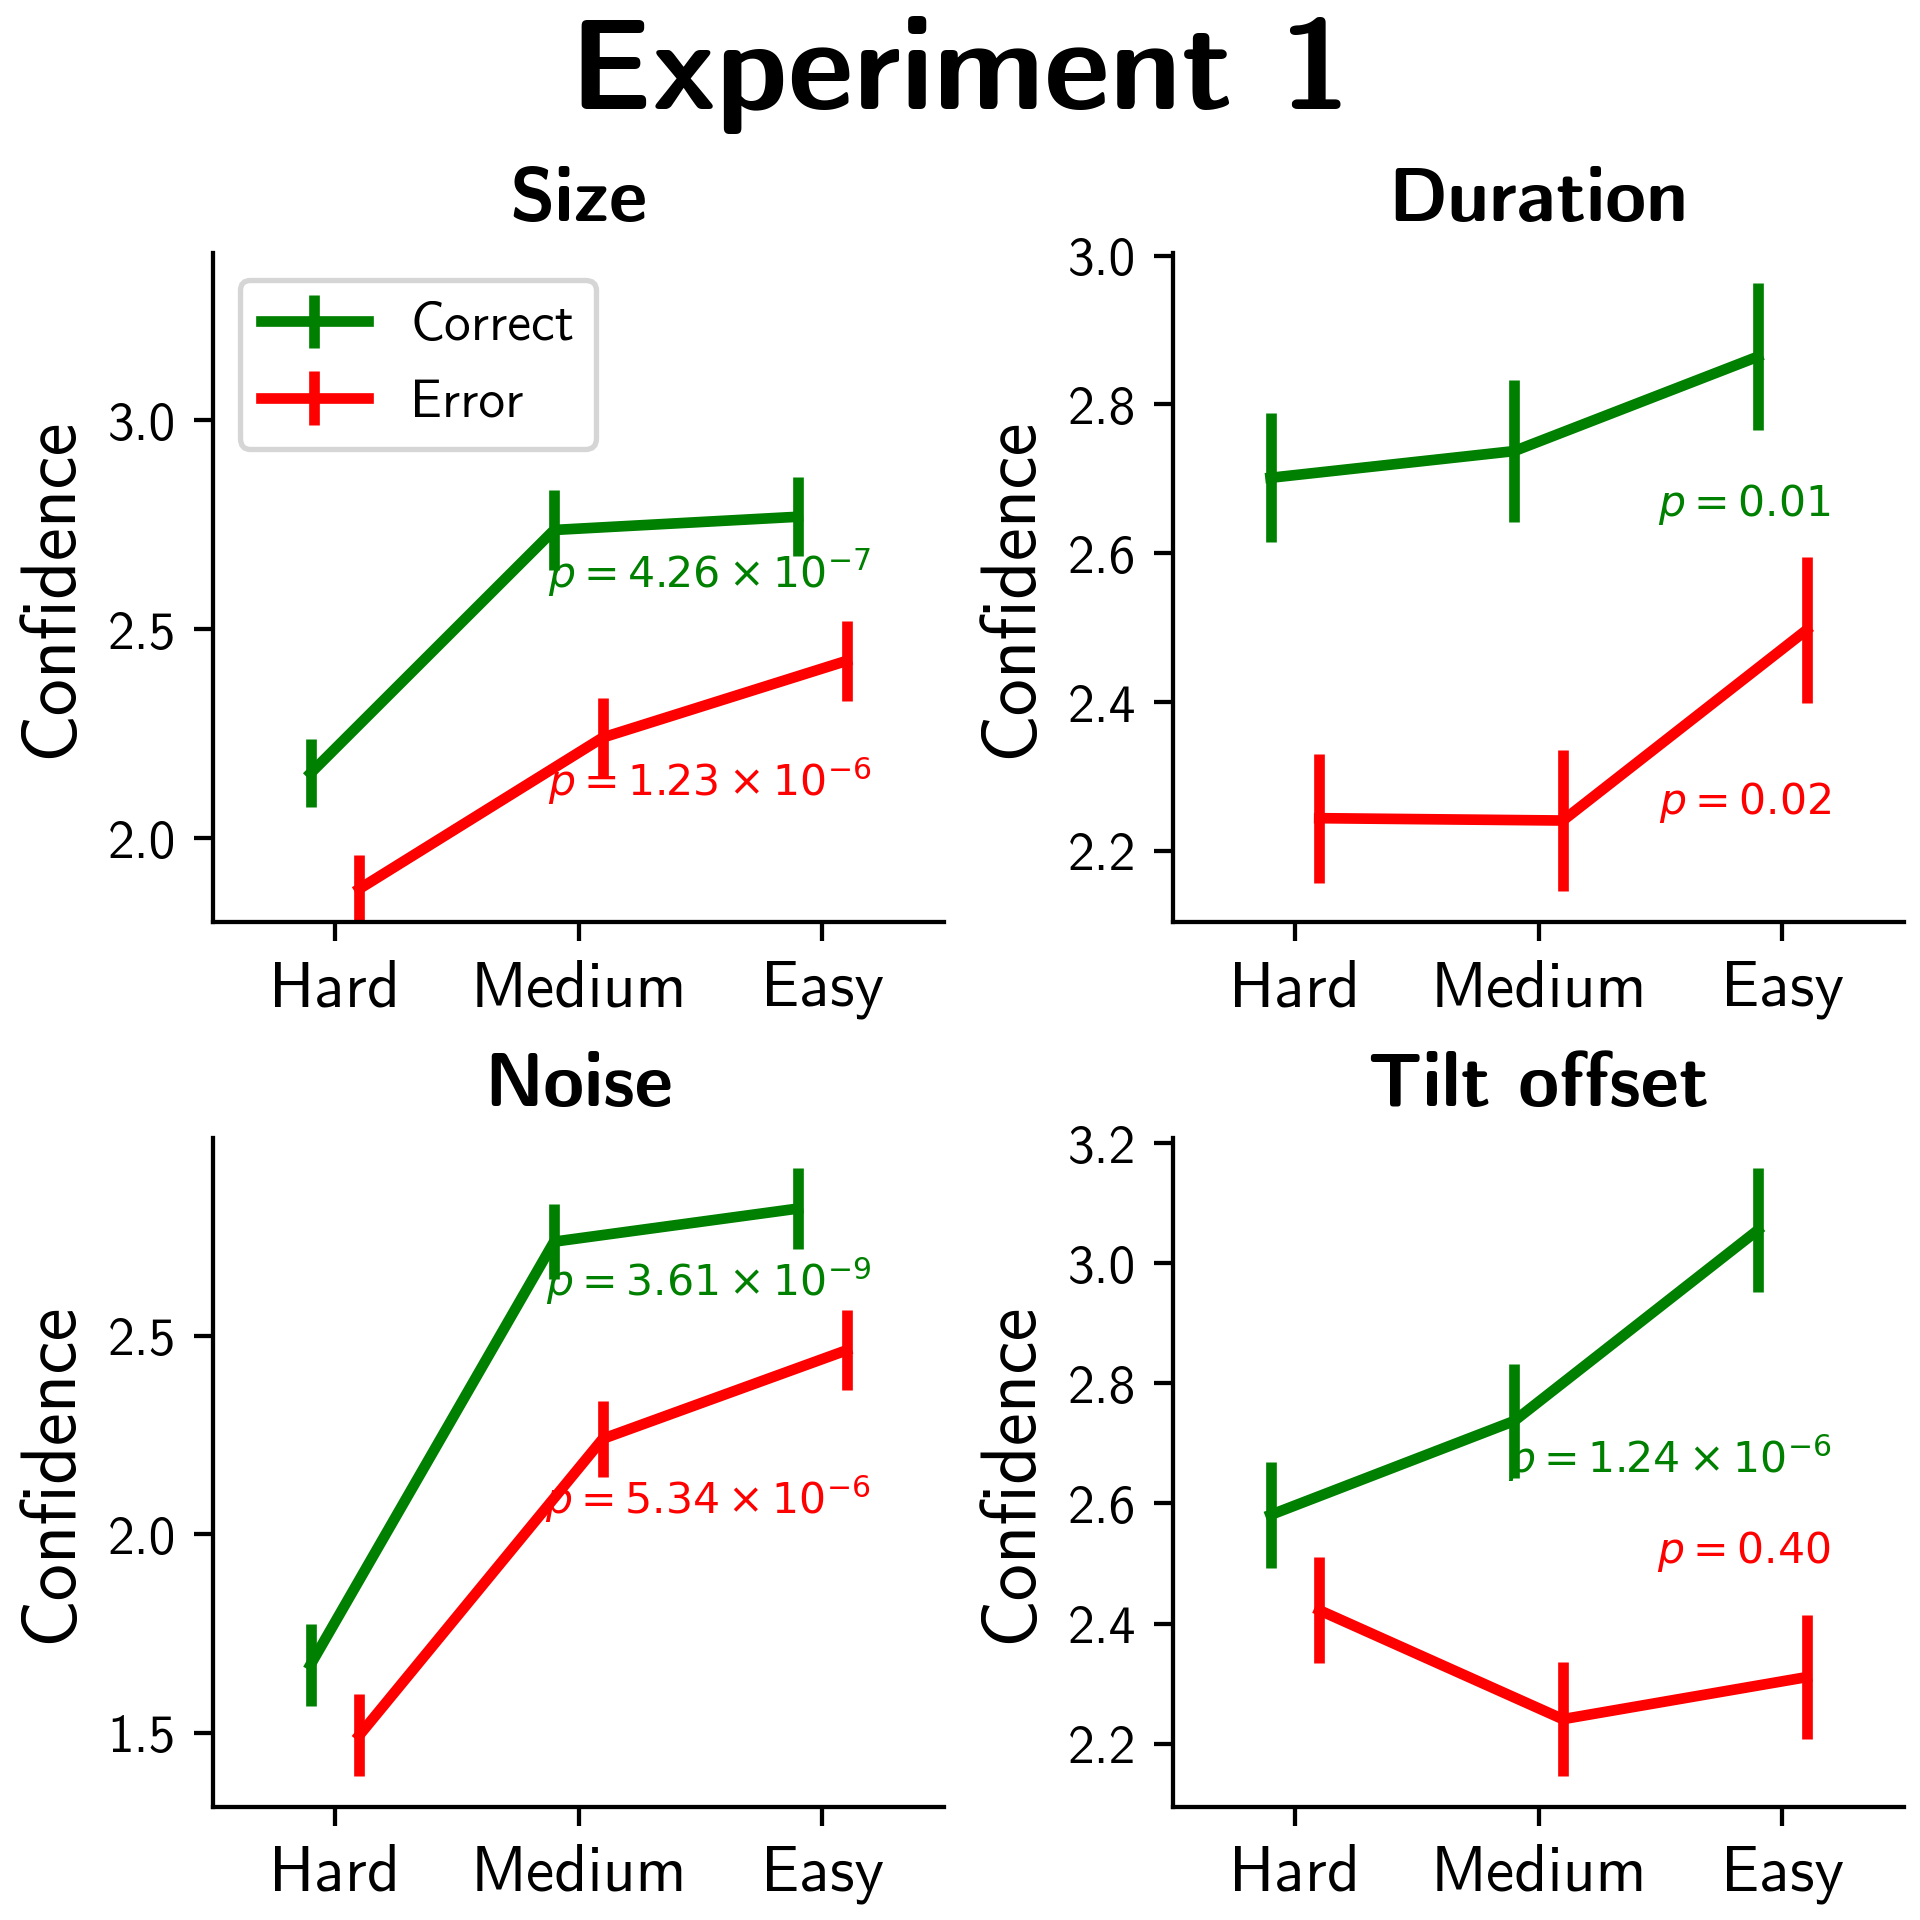 Experiment 1
Size
Correct
Error
3.0
2.5
2.0
Confidence
p = 4.26 × 10⁻⁷
p = 1.23 × 10⁻⁶
Hard Medium Easy
Duration
3.0
2.8
2.6
2.4
2.2
Confidence
p = 0.01
p = 0.02
Hard Medium Easy
Noise
2.5
2.0
1.5
Confidence
p = 3.61 × 10⁻⁹
p = 5.34 × 10⁻⁶
Hard Medium Easy
Tilt offset
3.2
3.0
2.8
2.6
2.4
2.2
Confidence
p = 1.24 × 10⁻⁶
p = 0.40
Hard Medium Easy